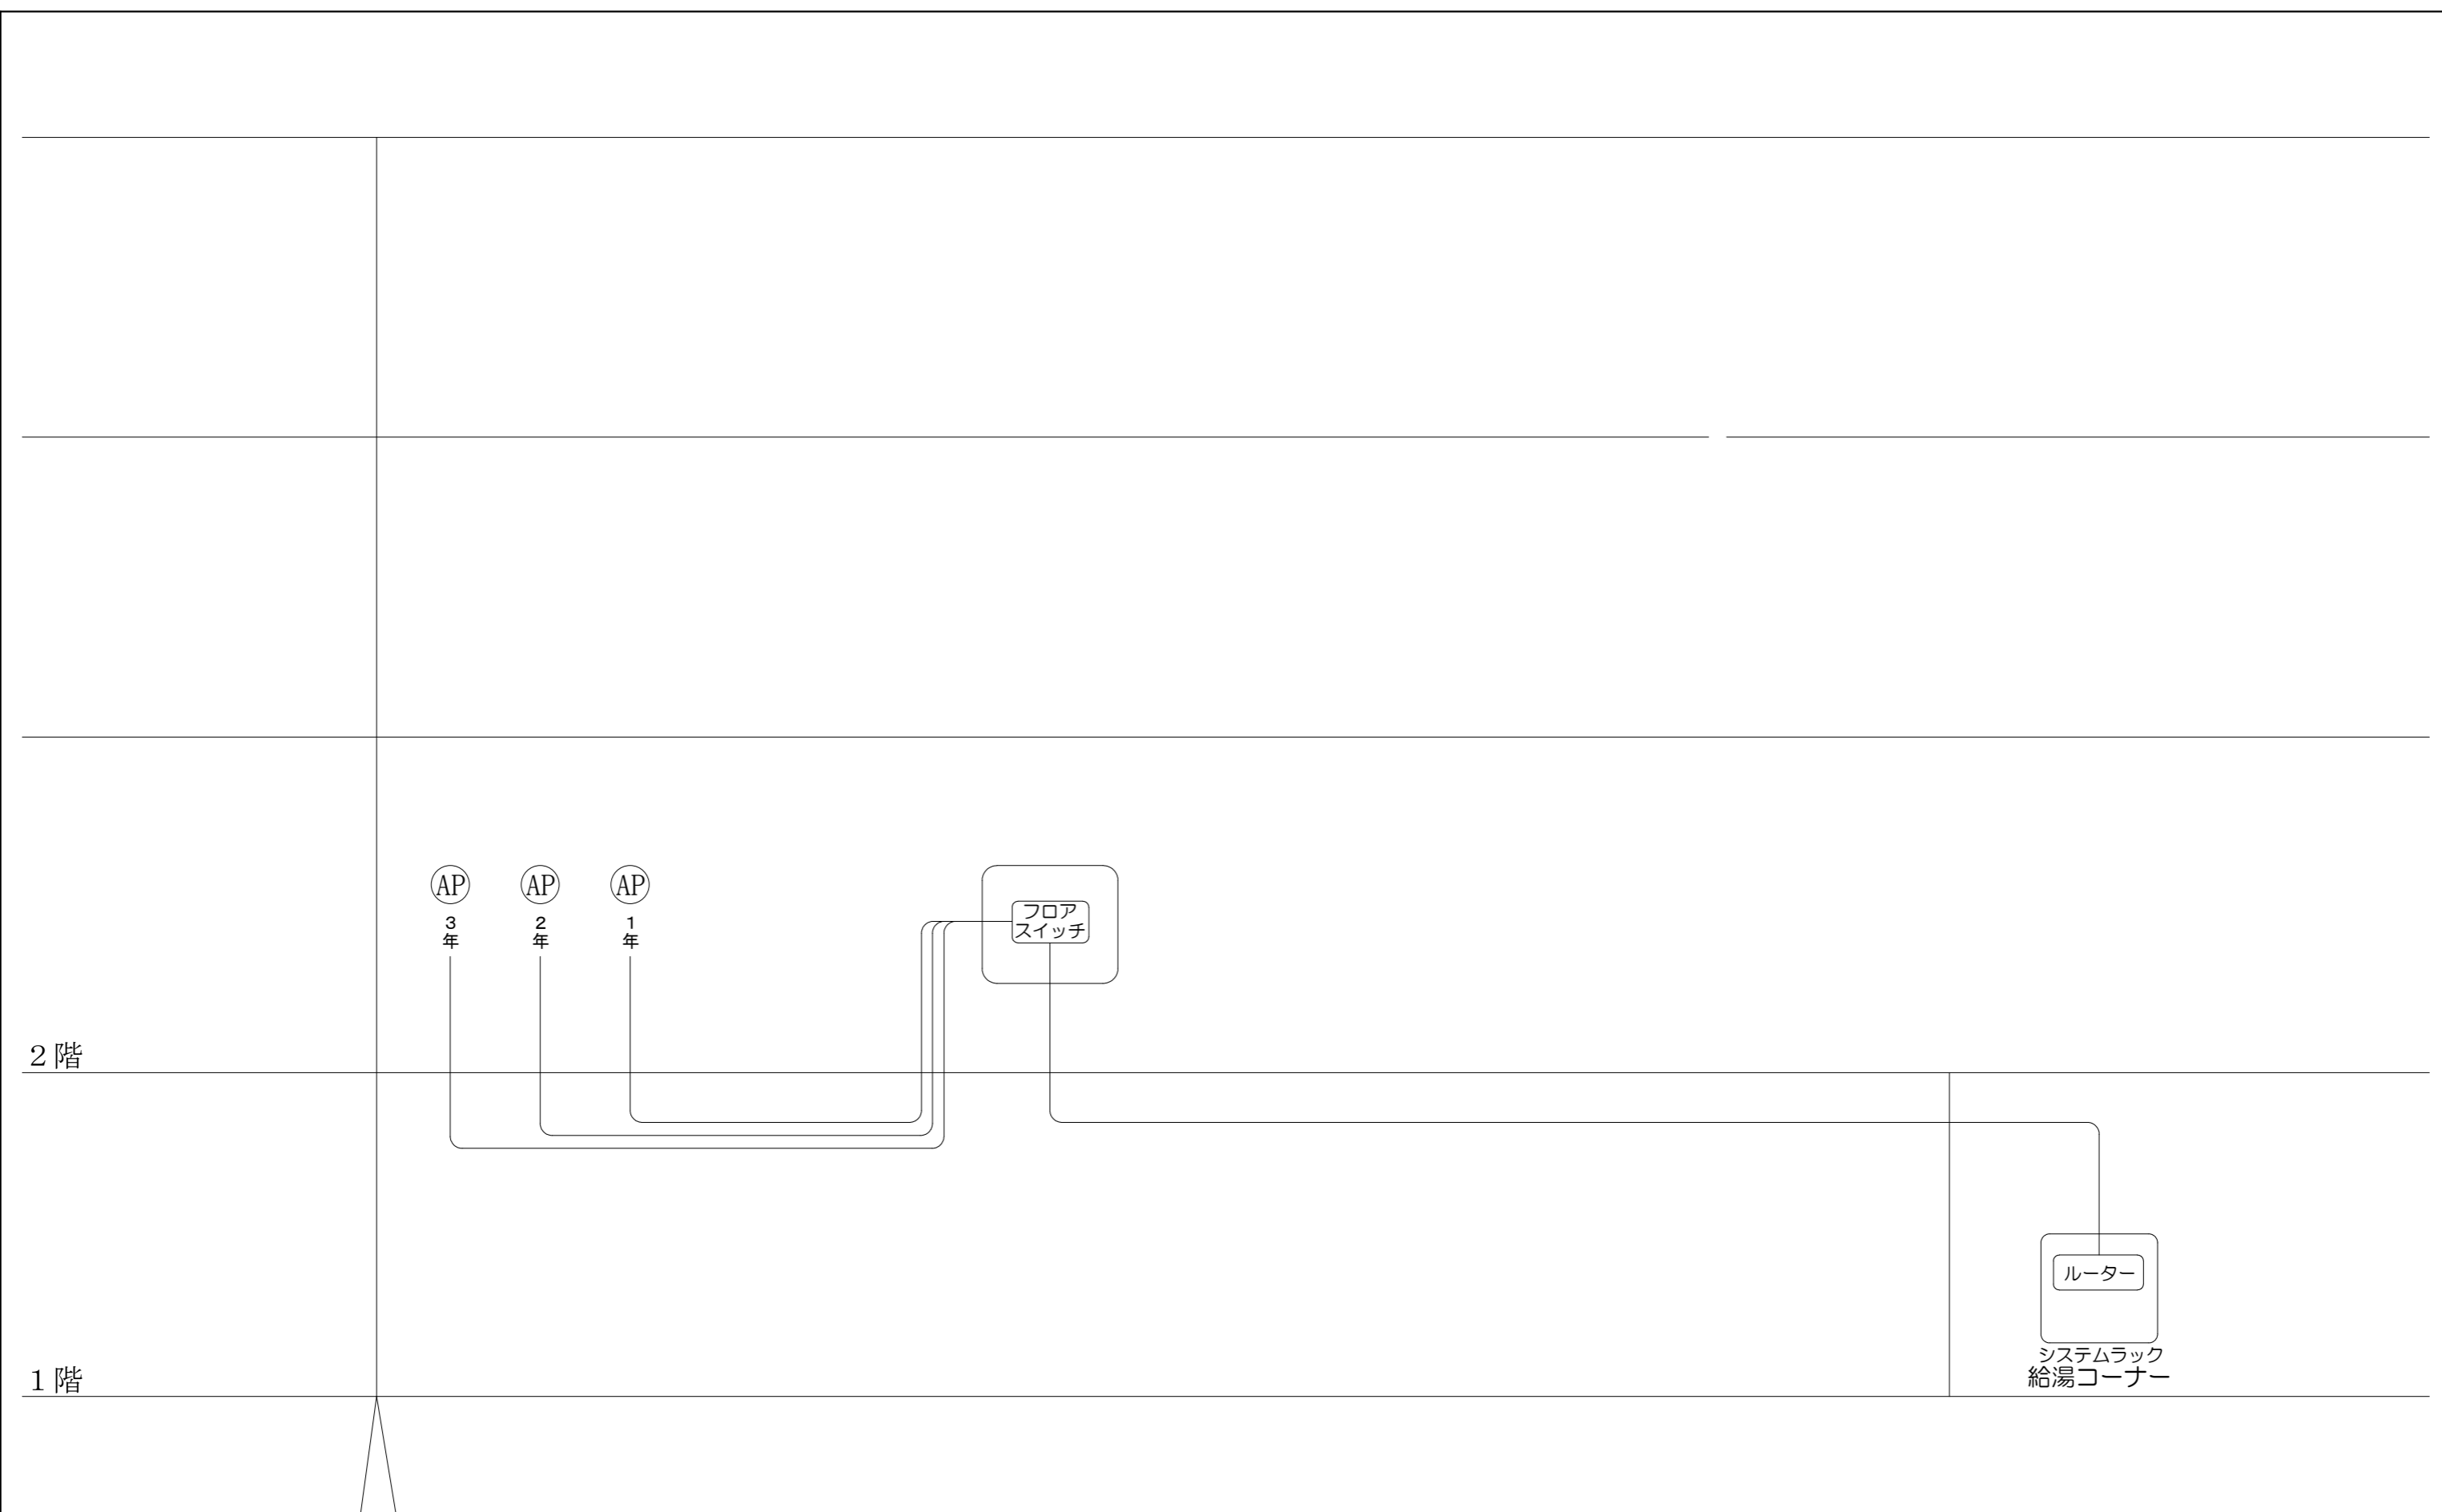 AP
3年
AP
2年
AP
1年
フロア
スイッチ
2階
ルーター
システムラック
給湯コーナー
1階